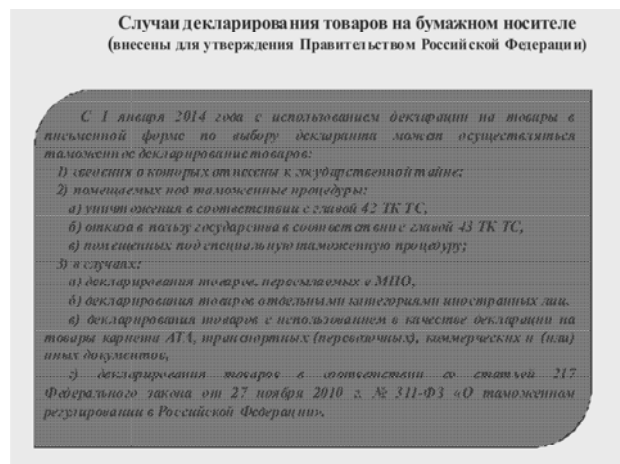 Случаи декларирования товаров на бумажном носителе
(внесены для утверждения Правительством Российской Федерации)
С 1 января 2014 года с использованием декларации на товары в
письменной форме по выбору декларанта может осуществляться
таможенное декларирование товаров:
1) сведения о которых отнесены к государственной тайне;
2) помещаемых под таможенные процедуры:
а) уничтожения в соответствии с главой 42 ТК ТС,
б) отказа в пользу государства в соответствии с главой 43 ТК ТС,
в) помещенных под специальную таможенную процедуру;
3) в случаях:
а) декларирования товаров, пересылаемых в МПО,
б) декларирования товаров отдельными категориями иностранных лиц.
в) декларирования товаров с использованием в качестве декларации на
товары карнета АТА, транспортных (перевозочных), коммерческих и (или)
иных документов,
г) декларирования товаров в соответствии со статьей 217
Федерального закона от 27 ноября 2010 г. № 311-ФЗ «О таможенном
регулировании в Российской Федерации».